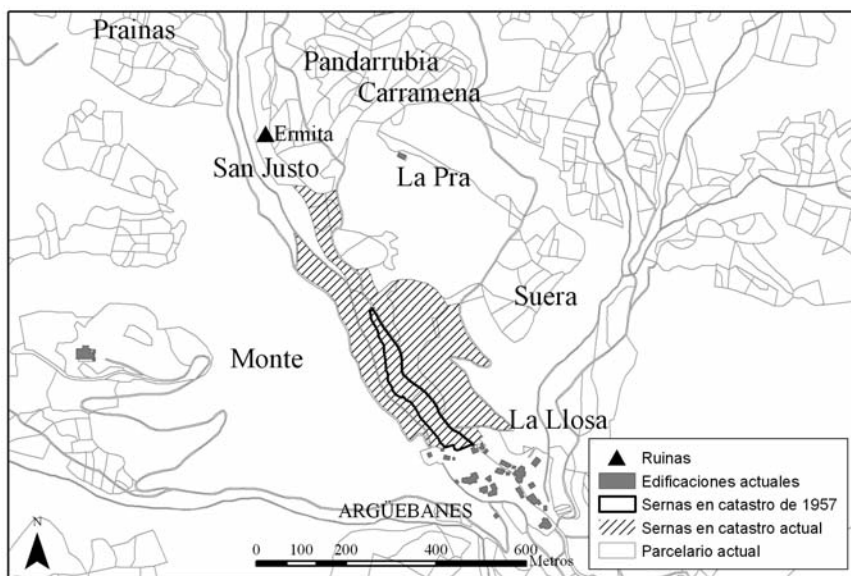 Prainas
Pandarrubia
Carramena
Ermita
San Justo
La Pra
Suera
Monte
La Llosa
ARGÜEBANES
N
0 100 200 400 600
Metros
Ruinas
Edificaciones actuales
Sernas en catastro de 1957
Sernas en catastro actual
Parcelario actual